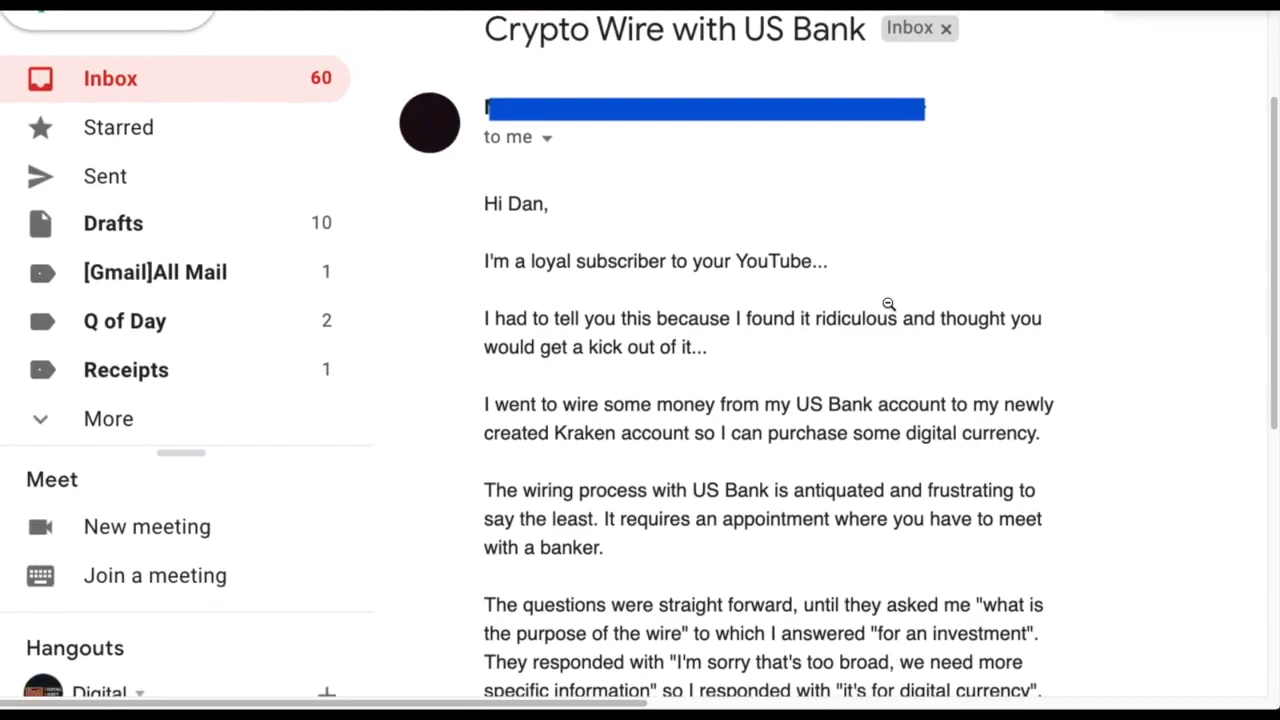 Crypto Wire with US Bank Inbox x
Inbox 60
Starred
to me
Sent
Hi Dan,
Drafts 10
I'm a loyal subscriber to your YouTube...
[Gmail]All Mail 1
Q of Day 2
I had to tell you this because I found it ridiculous and thought you
would get a kick out of it...
Receipts 1
More
I went to wire some money from my US Bank account to my newly
created Kraken account so I can purchase some digital currency.
Meet
The wiring process with US Bank is antiquated and frustrating to
say the least. It requires an appointment where you have to meet
with a banker.
New meeting
Join a meeting
The questions were straight forward, until they asked me "what is
the purpose of the wire" to which I answered "for an investment".
They responded with "I'm sorry that's too broad, we need more
specific information" so I responded with "it's for digital currency".
Hangouts
Digital